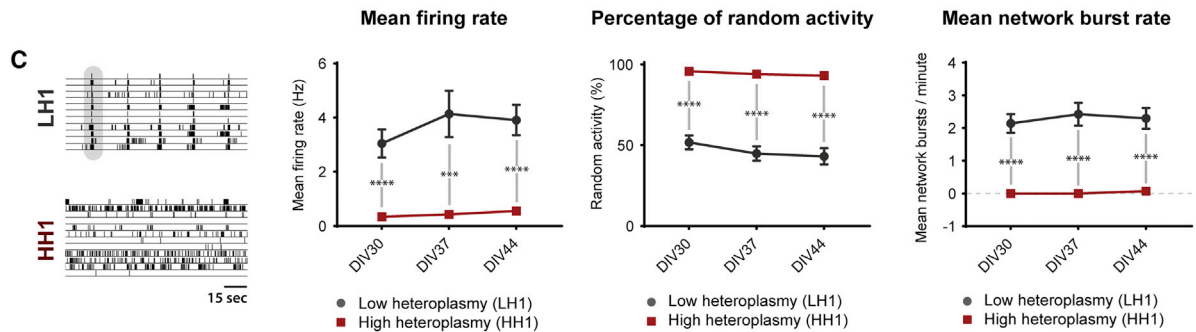 C
LH1
HH1
15 sec
Mean firing rate
Mean firing rate (Hz)
6
4
2
0
****
***
****
DIV30
DIV37
DIV44
Low heteroplasmy (LH1)
High heteroplasmy (HH1)
Percentage of random activity
Random activity (%)
100
50
0
****
****
****
DIV30
DIV37
DIV44
Low heteroplasmy (LH1)
High heteroplasmy (HH1)
Mean network burst rate
Mean network bursts / minute
4
3
2
1
0
-1
****
****
****
DIV30
DIV37
DIV44
Low heteroplasmy (LH1)
High heteroplasmy (HH1)